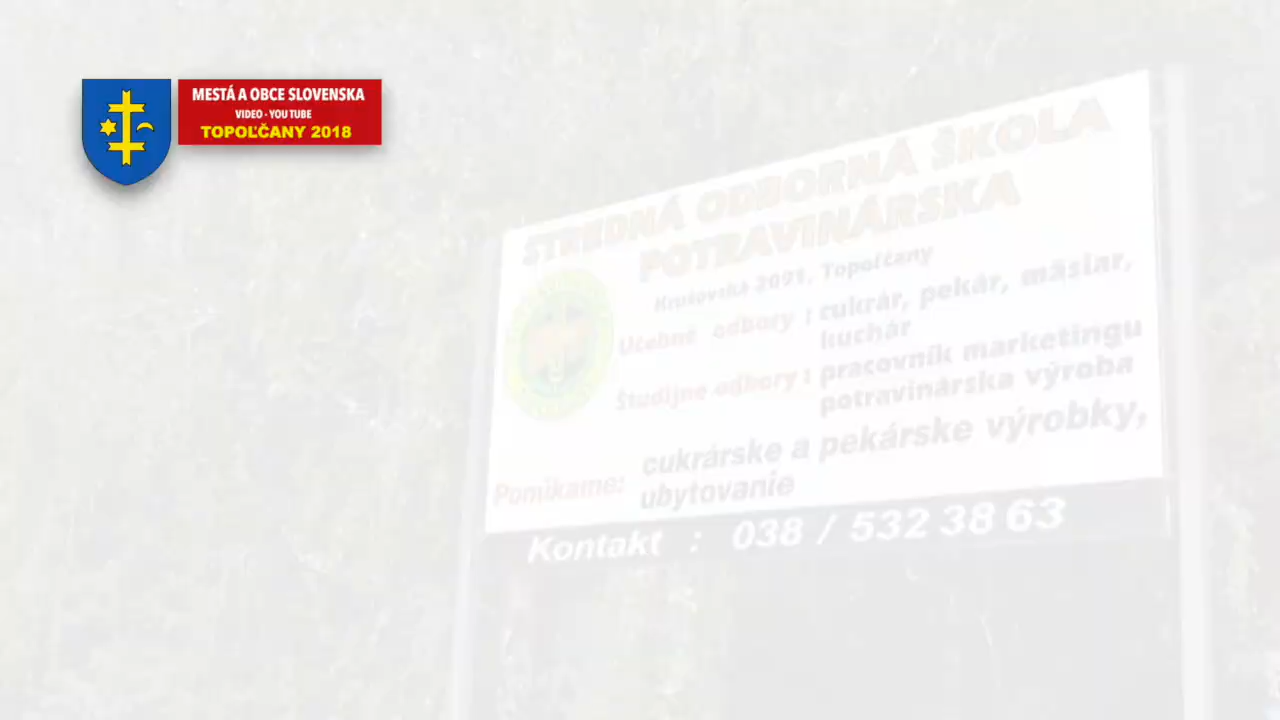 MESTÁ A OBCE SLOVENSKA
VIDEO - YOU TUBE
TOPOĽČANY 2018
STREDNÁ ODBORNÁ ŠKOLA
POTRAVINÁRSKA
Krušovská 2091, Topoľčany
Učebné odbory : cukrár, pekár, mäsiar,
kuchár
Študijne odbory : pracovník marketingu
potravinárska výroba
Ponúkame: cukrárske a pekárske výrobky,
ubytovanie
Kontakt : 038 / 532 38 63